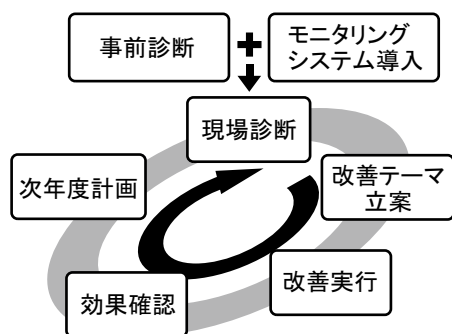 事前診断
モニタリング
システム導入
現場診断
次年度計画
改善テーマ
立案
効果確認
改善実行